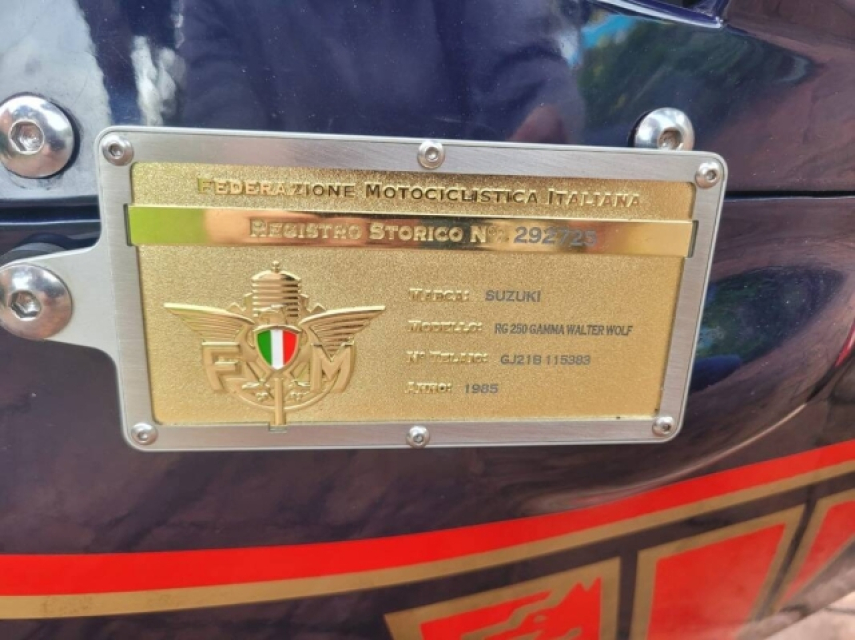 FEDERAZIONE MOTOCICLISTICA ITALIANA
REGISTRO STORICO N° 292725
MARCA: SUZUKI
MODELLO: RG 250 GAMMA WALTER WOLF
N° TELAIO: GJ21B 115383
ANNO: 1985
F M